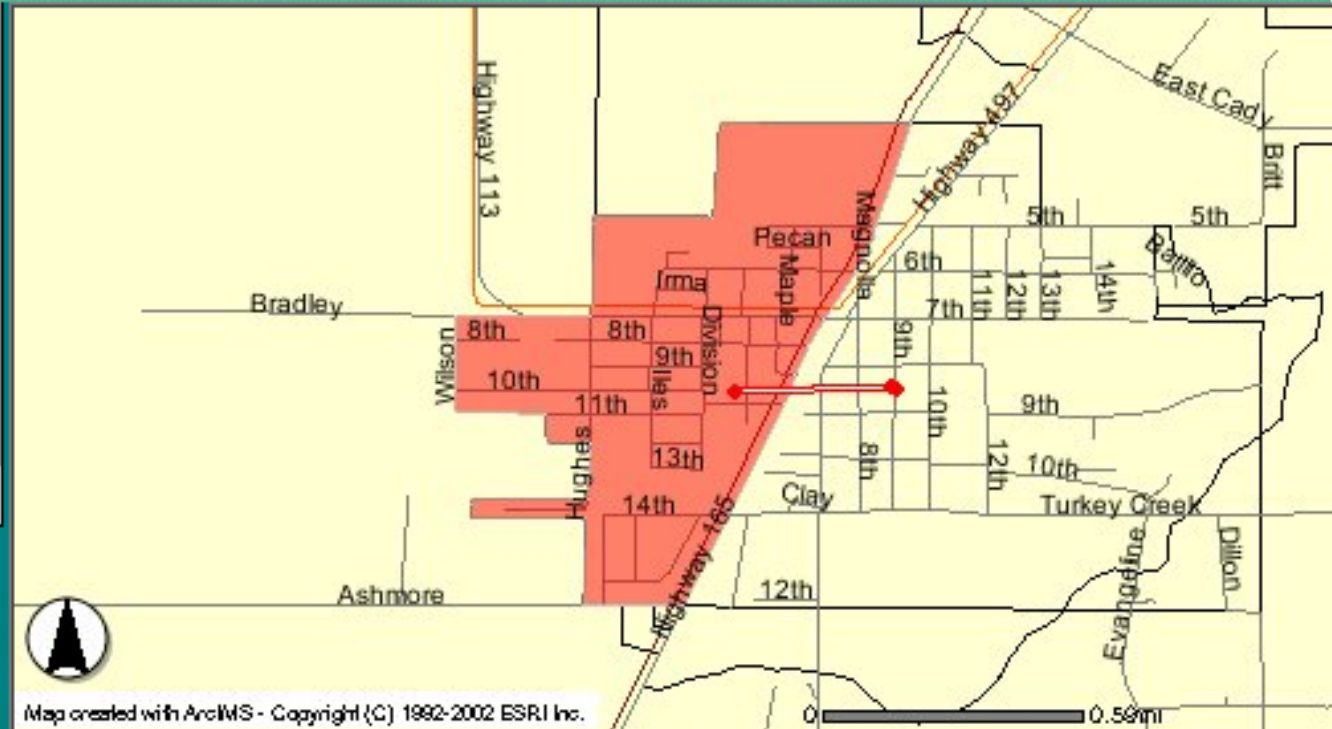 East Cady
Highway 113
Highway 497
Britt
5th
5th
Magnolia
Pecan
6th
Irma
Maple
11th
12th
13th
14th
Bradley
7th
8th
8th
Division
9th
9th
Wilson
Iles
10th
10th
11th
9th
Hughes
13th
8th
12th
10th
Clay
14th
Turkey Creek
Highway 165
Evangeline
Dillon
12th
Ashmore
Map created with ArcIMS - Copyright (C) 1992-2002 ESRI Inc.
0 0.59mi